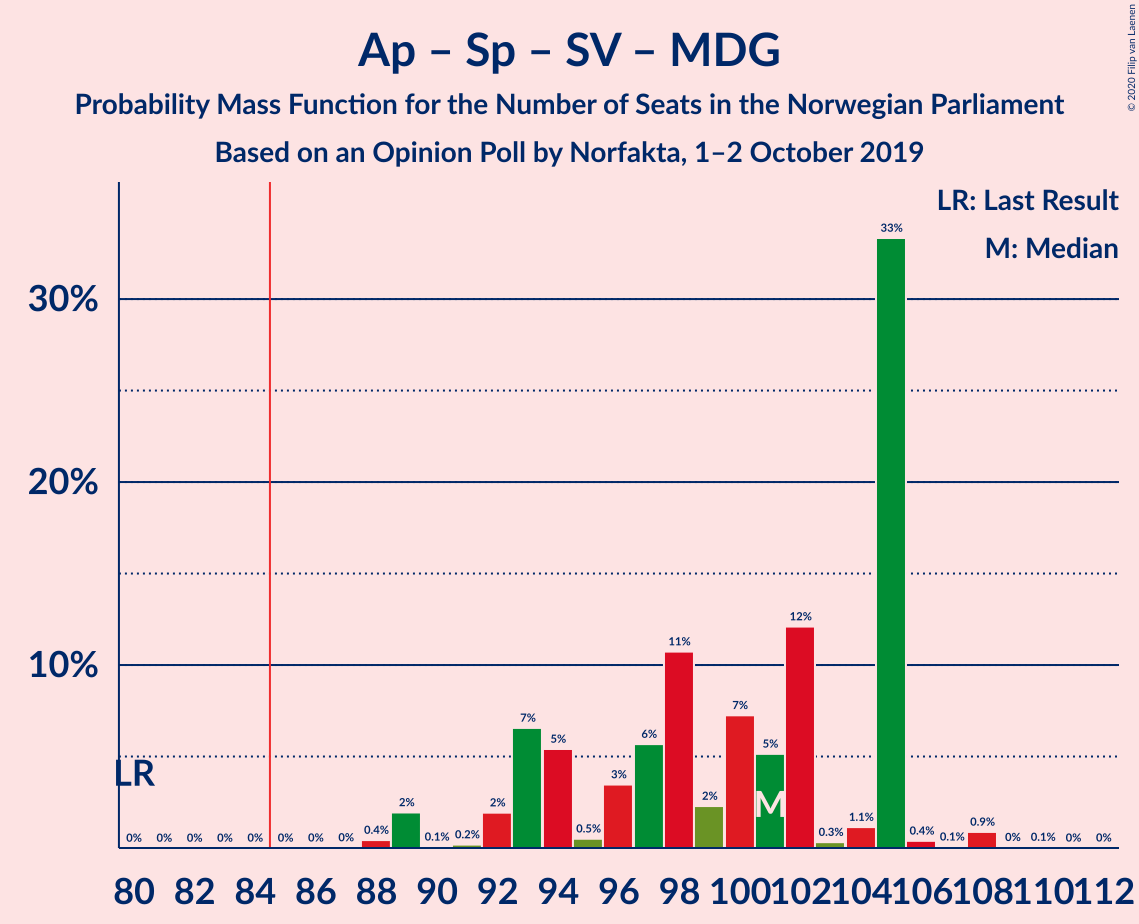 Ap – Sp – SV – MDG
Probability Mass Function for the Number of Seats in the Norwegian Parliament
Based on an Opinion Poll by Norfakta, 1–2 October 2019
© 2020 Filip van Laenen
LR: Last Result
M: Median
30%
20%
10%
LR
M
0% 0% 0% 0% 0% 0% 0% 0% 0.4% 2% 0.1% 0.2% 2% 7% 5% 0.5% 3% 6% 11% 2% 7% 5% 12% 0.3% 1.1% 33% 0.4% 0.1% 0.9% 0% 0.1% 0% 0%
80 82 84 86 88 90 92 94 96 98 100 102 104 106 108 110 112